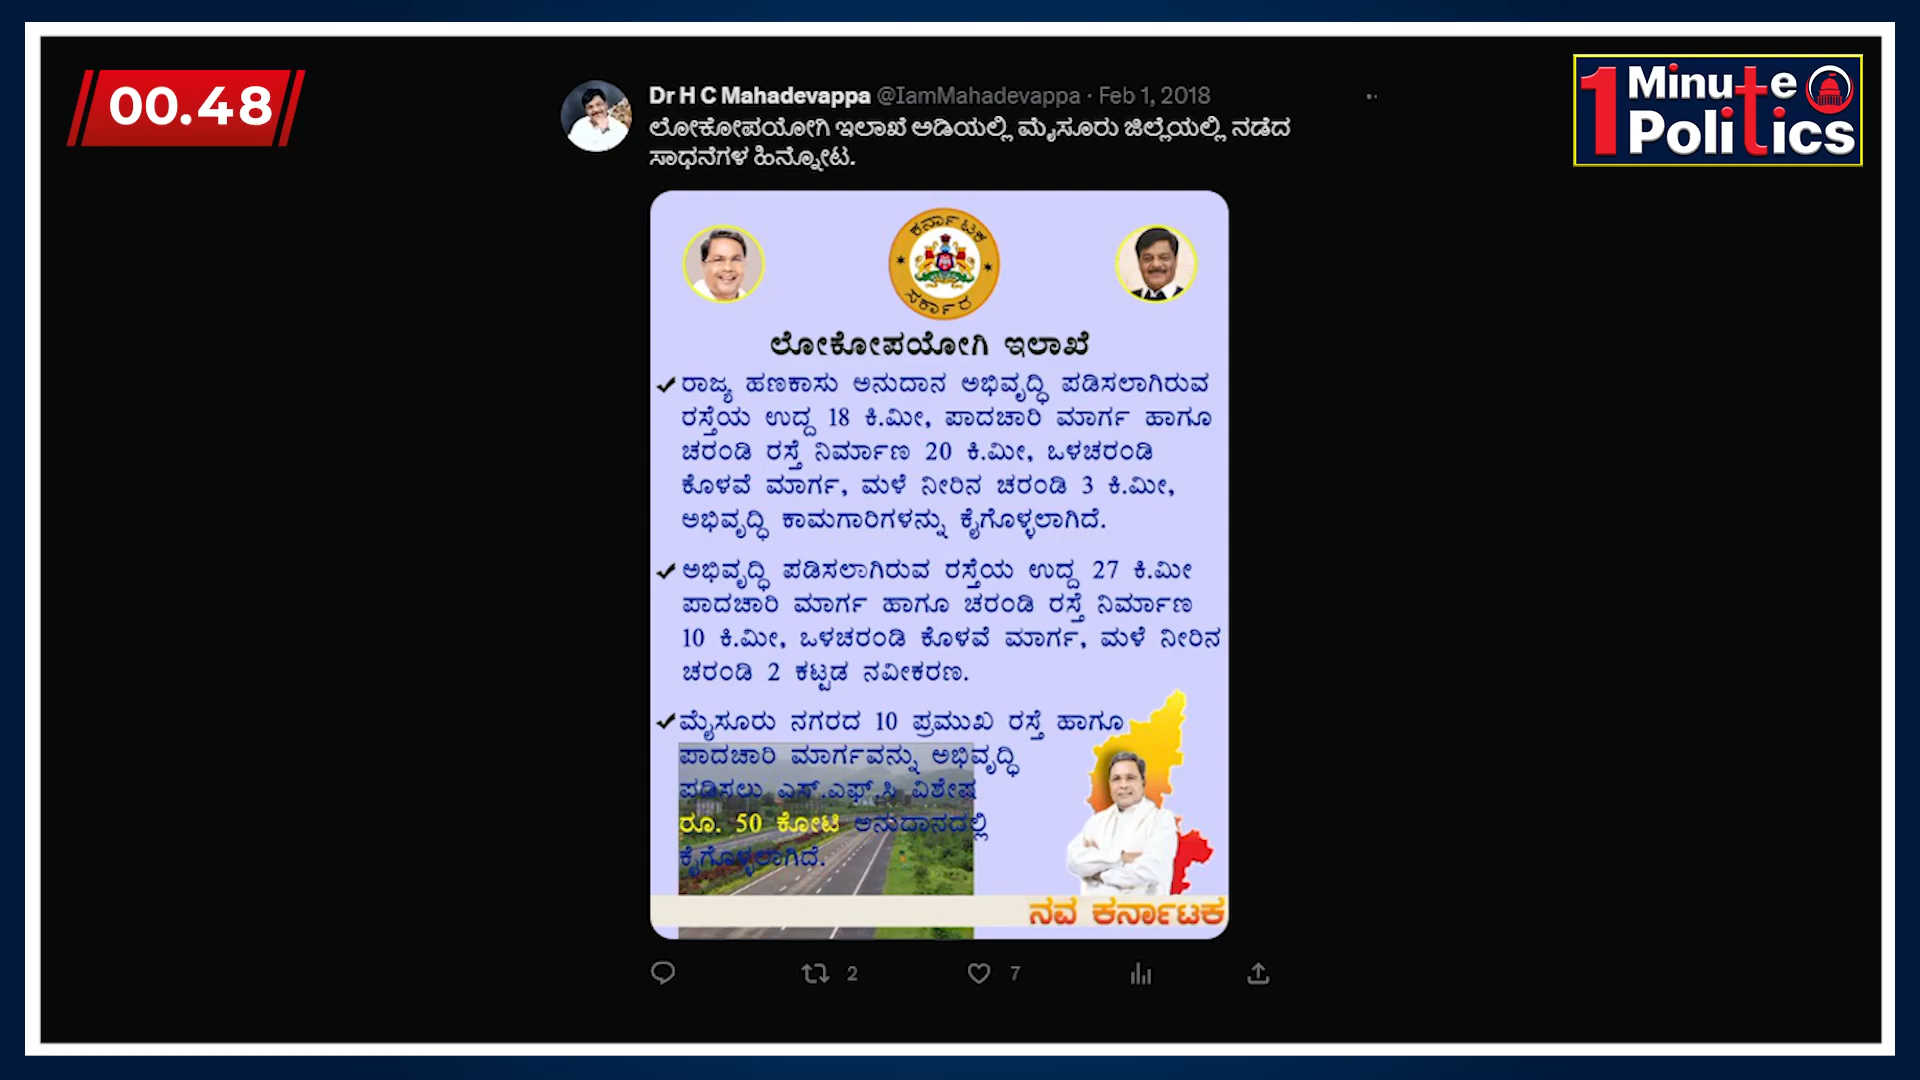 00.48
1 Minute Politics
Dr H C Mahadevappa @IamMahadevappa · Feb 1, 2018
ಲೋಕೋಪಯೋಗಿ ಇಲಾಖೆ ಅಡಿಯಲ್ಲಿ ಮೈಸೂರು ಜಿಲ್ಲೆಯಲ್ಲಿ ನಡೆದ
ಸಾಧನೆಗಳ ಹಿನ್ನೋಟ.
ಕರ್ನಾಟಕ
ಸರ್ಕಾರ
ಲೋಕೋಪಯೋಗಿ ಇಲಾಖೆ
ರಾಜ್ಯ ಹಣಕಾಸು ಅನುದಾನ ಅಭಿವೃದ್ಧಿ ಪಡಿಸಲಾಗಿರುವ
ರಸ್ತೆಯ ಉದ್ದ 18 ಕಿ.ಮೀ, ಪಾದಚಾರಿ ಮಾರ್ಗ ಹಾಗೂ
ಚರಂಡಿ ರಸ್ತೆ ನಿರ್ಮಾಣ 20 ಕಿ.ಮೀ, ಒಳಚರಂಡಿ
ಕೊಳವೆ ಮಾರ್ಗ, ಮಳೆ ನೀರಿನ ಚರಂಡಿ 3 ಕಿ.ಮೀ,
ಅಭಿವೃದ್ಧಿ ಕಾಮಗಾರಿಗಳನ್ನು ಕೈಗೊಳ್ಳಲಾಗಿದೆ.
ಅಭಿವೃದ್ಧಿ ಪಡಿಸಲಾಗಿರುವ ರಸ್ತೆಯ ಉದ್ದ 27 ಕಿ.ಮೀ
ಪಾದಚಾರಿ ಮಾರ್ಗ ಹಾಗೂ ಚರಂಡಿ ರಸ್ತೆ ನಿರ್ಮಾಣ
10 ಕಿ.ಮೀ, ಒಳಚರಂಡಿ ಕೊಳವೆ ಮಾರ್ಗ, ಮಳೆ ನೀರಿನ
ಚರಂಡಿ 2 ಕಟ್ಟಡ ನವೀಕರಣ.
ಮೈಸೂರು ನಗರದ 10 ಪ್ರಮುಖ ರಸ್ತೆ ಹಾಗೂ
ಪಾದಚಾರಿ ಮಾರ್ಗವನ್ನು ಅಭಿವೃದ್ಧಿ
ಪಡಿಸಲು ಎಸ್.ಎಫ್.ಸಿ ವಿಶೇಷ
ರೂ. 50 ಕೋಟಿ ಅನುದಾನದಲ್ಲಿ
ಕೈಗೊಳ್ಳಲಾಗಿದೆ.
ನವ ಕರ್ನಾಟಕ
2 7